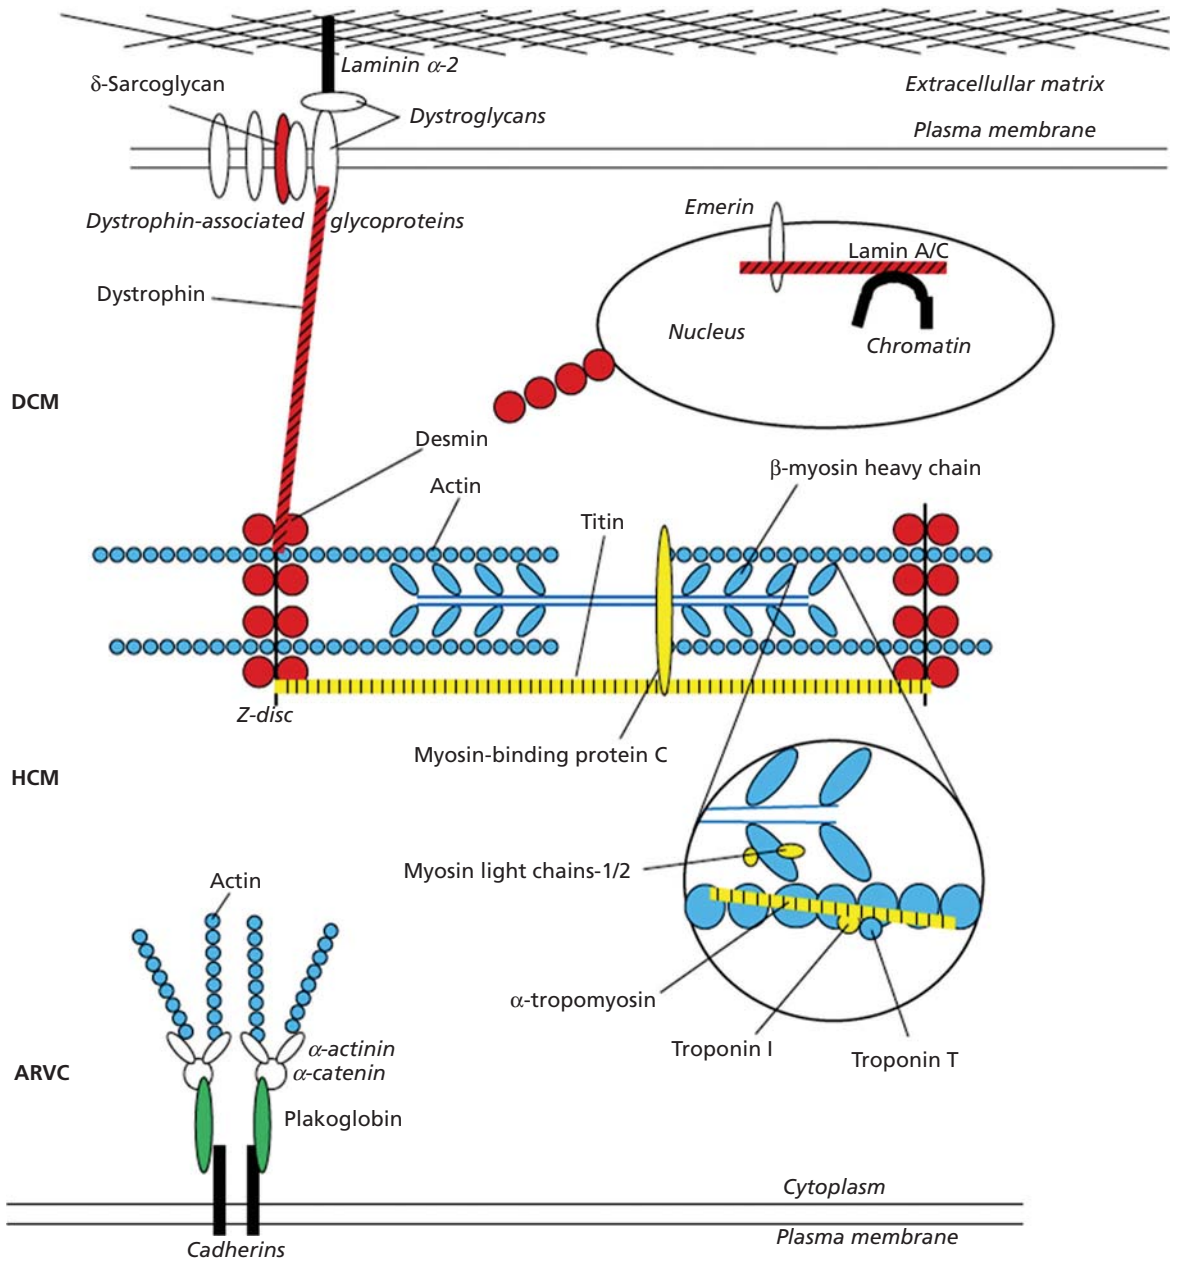 Laminin α-2
δ-Sarcoglycan
Extracellullar matrix
Dystroglycans
Plasma membrane
Dystrophin-associated glycoproteins
Emerin
Lamin A/C
Dystrophin
Nucleus
Chromatin
DCM
Desmin
β-myosin heavy chain
Actin
Titin
Z-disc
Myosin-binding protein C
HCM
Myosin light chains-1/2
Actin
α-tropomyosin
Troponin I
Troponin T
α-actinin
α-catenin
ARVC
Plakoglobin
Cytoplasm
Plasma membrane
Cadherins